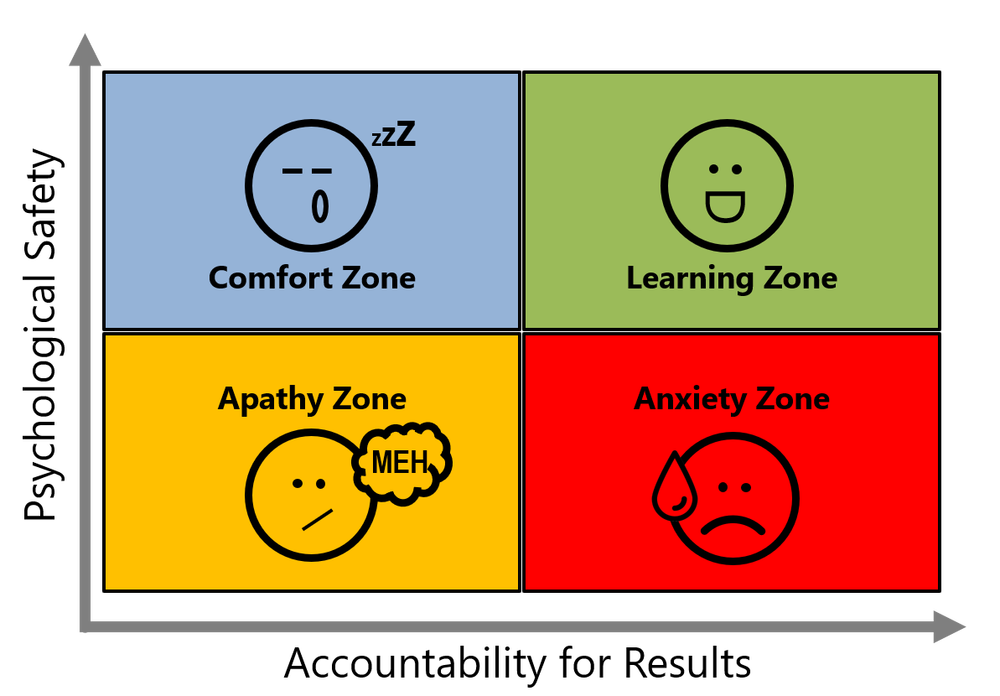 Psychological Safety
zzZ
Comfort Zone
Learning Zone
Apathy Zone
MEH
Anxiety Zone
Accountability for Results